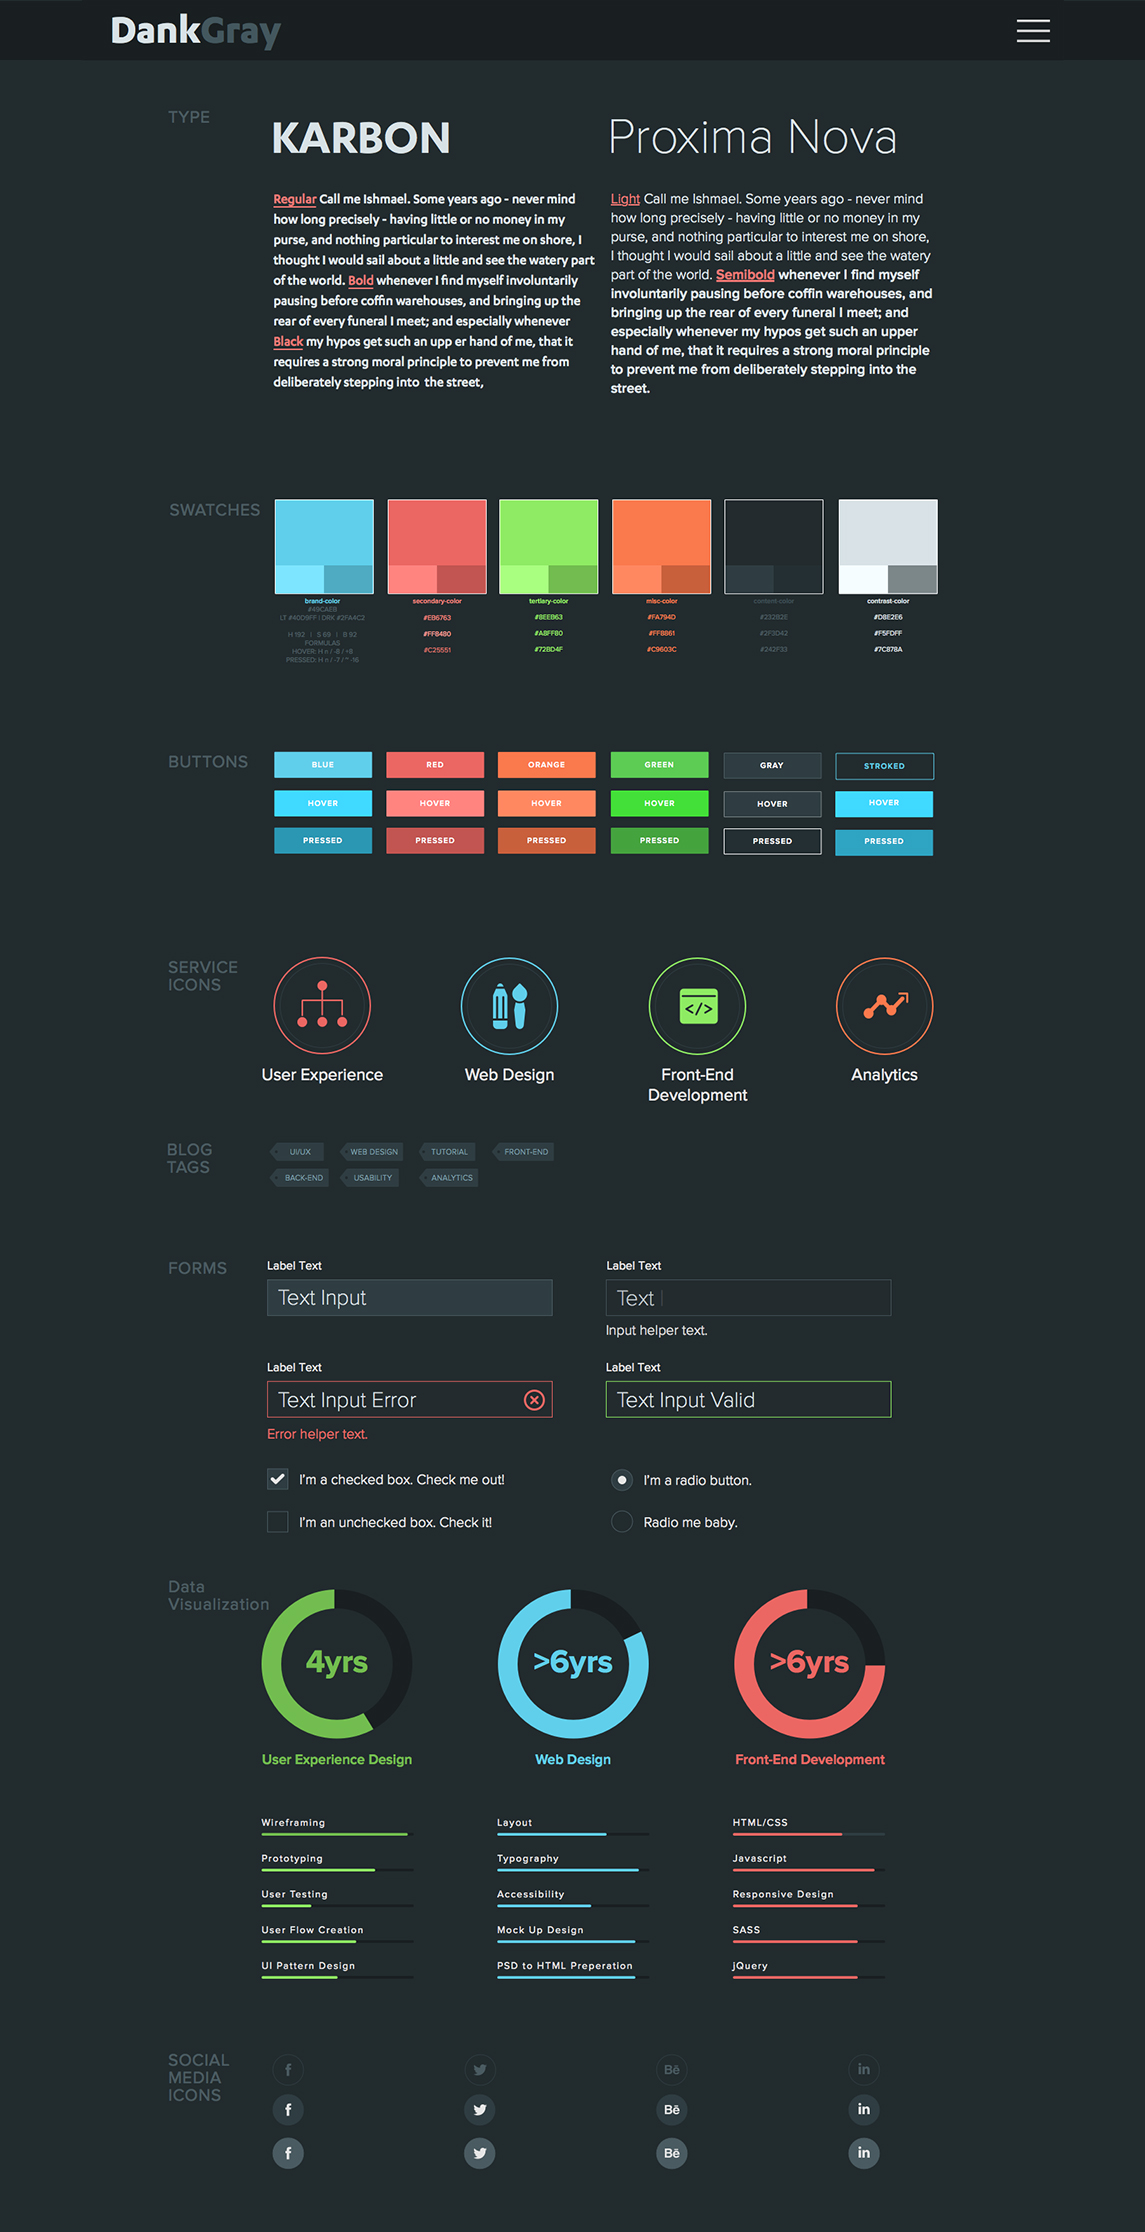 DankGray
TYPE
KARBON
Regular Call me Ishmael. Some years ago - never mind
how long precisely - having little or no money in my
purse, and nothing particular to interest me on shore, I
thought I would sail about a little and see the watery part
of the world. Bold whenever I find myself involuntarily
pausing before coffin warehouses, and bringing up the
rear of every funeral I meet; and especially whenever
Black my hypos get such an upp er hand of me, that it
requires a strong moral principle to prevent me from
deliberately stepping into the street,
Proxima Nova
Light Call me Ishmael. Some years ago - never mind
how long precisely - having little or no money in my
purse, and nothing particular to interest me on shore,
I thought I would sail about a little and see the watery
part of the world. Semibold whenever I find myself
involuntarily pausing before coffin warehouses, and
bringing up the rear of every funeral I meet; and
especially whenever my hypos get such an upper
hand of me, that it requires a strong moral principle
to prevent me from deliberately stepping into the
street.
SWATCHES
brand-color
#49CAEB
LT #40D9FF | DRK #2FA4C2
H 192 | S 69 | B 92
FORMULAS
HOVER: H n / -8 / +8
PRESSED: H n / -7 / " -16
secondary-color
#EB6763
#FF8480
#C25551
tertiary-color
#8EEB63
#A8FF80
#72BD4F
misc-color
#FA794D
#FF8861
#C9603C
content-color
#232B2E
#2F3D42
#242F33
contrast-color
#D8E2E6
#F5FDFF
#7C878A
BUTTONS
BLUE RED ORANGE GREEN GRAY STROKED
HOVER HOVER HOVER HOVER HOVER HOVER
PRESSED PRESSED PRESSED PRESSED PRESSED PRESSED
SERVICE
ICONS
</>
User Experience
Web Design
Front-End
Development
Analytics
BLOG
TAGS
UI/UX WEB DESIGN TUTORIAL FRONT-END
BACK-END USABILITY ANALYTICS
FORMS
Label Text
Text Input
Label Text
Text |
Input helper text.
Label Text
Text Input Error
Error helper text.
Label Text
Text Input Valid
I'm a checked box. Check me out!
I'm an unchecked box. Check it!
I'm a radio button.
Radio me baby.
Data
Visualization
4yrs
User Experience Design
>6yrs
Web Design
>6yrs
Front-End Development
Wireframing
Prototyping
User Testing
User Flow Creation
UI Pattern Design
Layout
Typography
Accessibility
Mock Up Design
PSD to HTML Preperation
HTML/CSS
Javascript
Responsive Design
SASS
jQuery
SOCIAL
MEDIA
ICONS
f Bē in
f Bē in
f Bē in